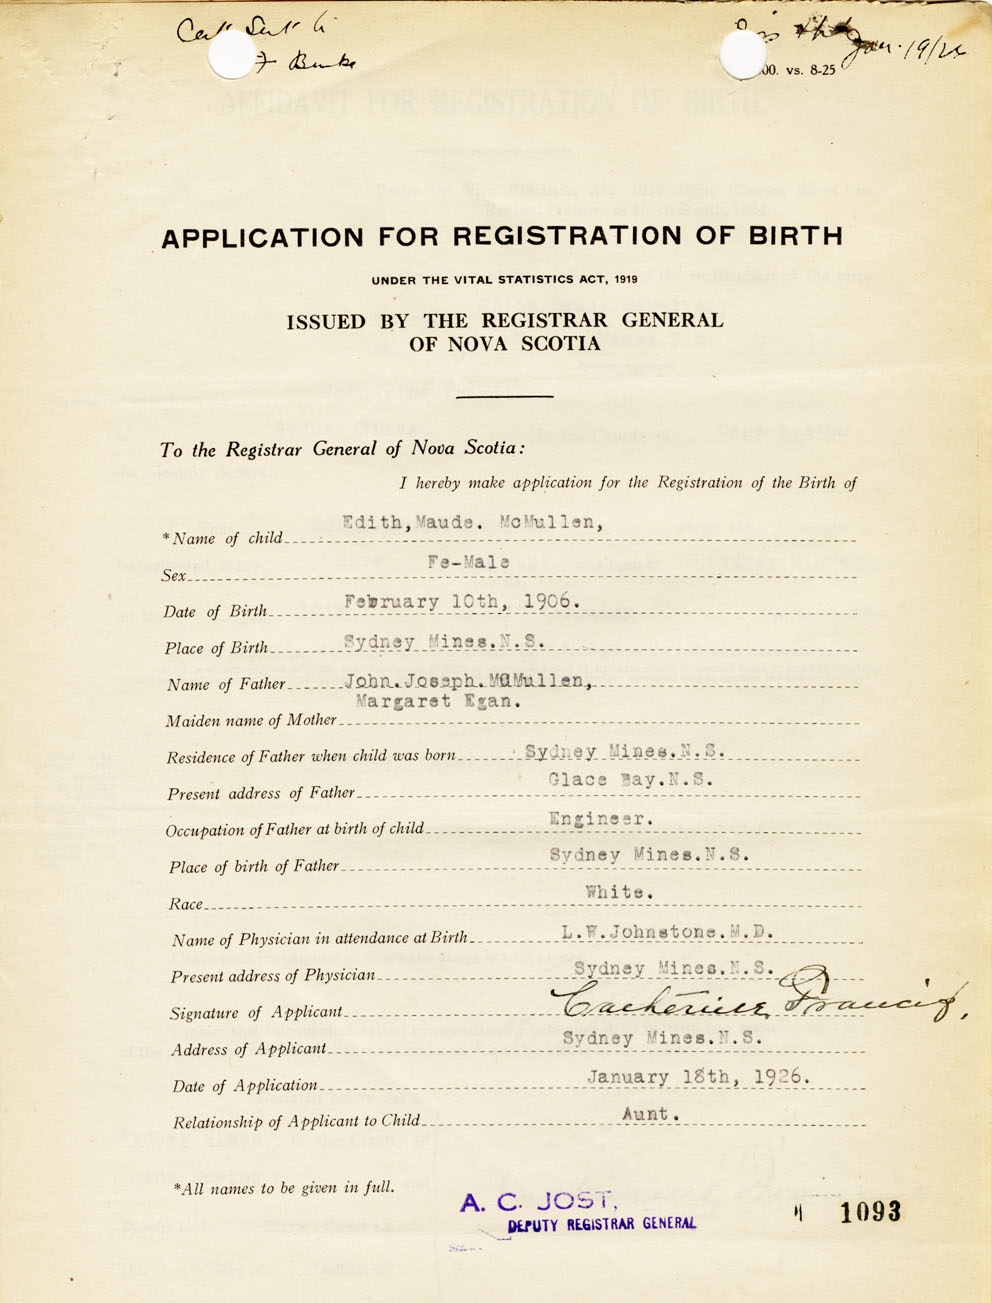 Cert Sent to
F Burke
Jan. 19/26
00. vs. 8-25
APPLICATION FOR REGISTRATION OF BIRTH
UNDER THE VITAL STATISTICS ACT, 1919
ISSUED BY THE REGISTRAR GENERAL
OF NOVA SCOTIA
To the Registrar General of Nova Scotia:
I hereby make application for the Registration of the Birth of
*Name of child Edith,Maude. McMullen,
Sex Fe-Male
Date of Birth February 10th, 1906.
Place of Birth Sydney Mines.N.S.
Name of Father John.Joseph.McMullen,
Maiden name of Mother Margaret Egan.
Residence of Father when child was born Sydney Mines.N.S.
Present address of Father Glace Bay.N.S.
Occupation of Father at birth of child Engineer.
Place of birth of Father Sydney Mines.N.S.
Race White.
Name of Physician in attendance at Birth L.W.Johnstone.M.D.
Present address of Physician Sydney Mines.N.S.
Signature of Applicant Catherine Francis,
Address of Applicant Sydney Mines.N.S.
Date of Application January 18th, 1926.
Relationship of Applicant to Child Aunt.
*All names to be given in full.
A. C. JOST,
DEPUTY REGISTRAR GENERAL
1093